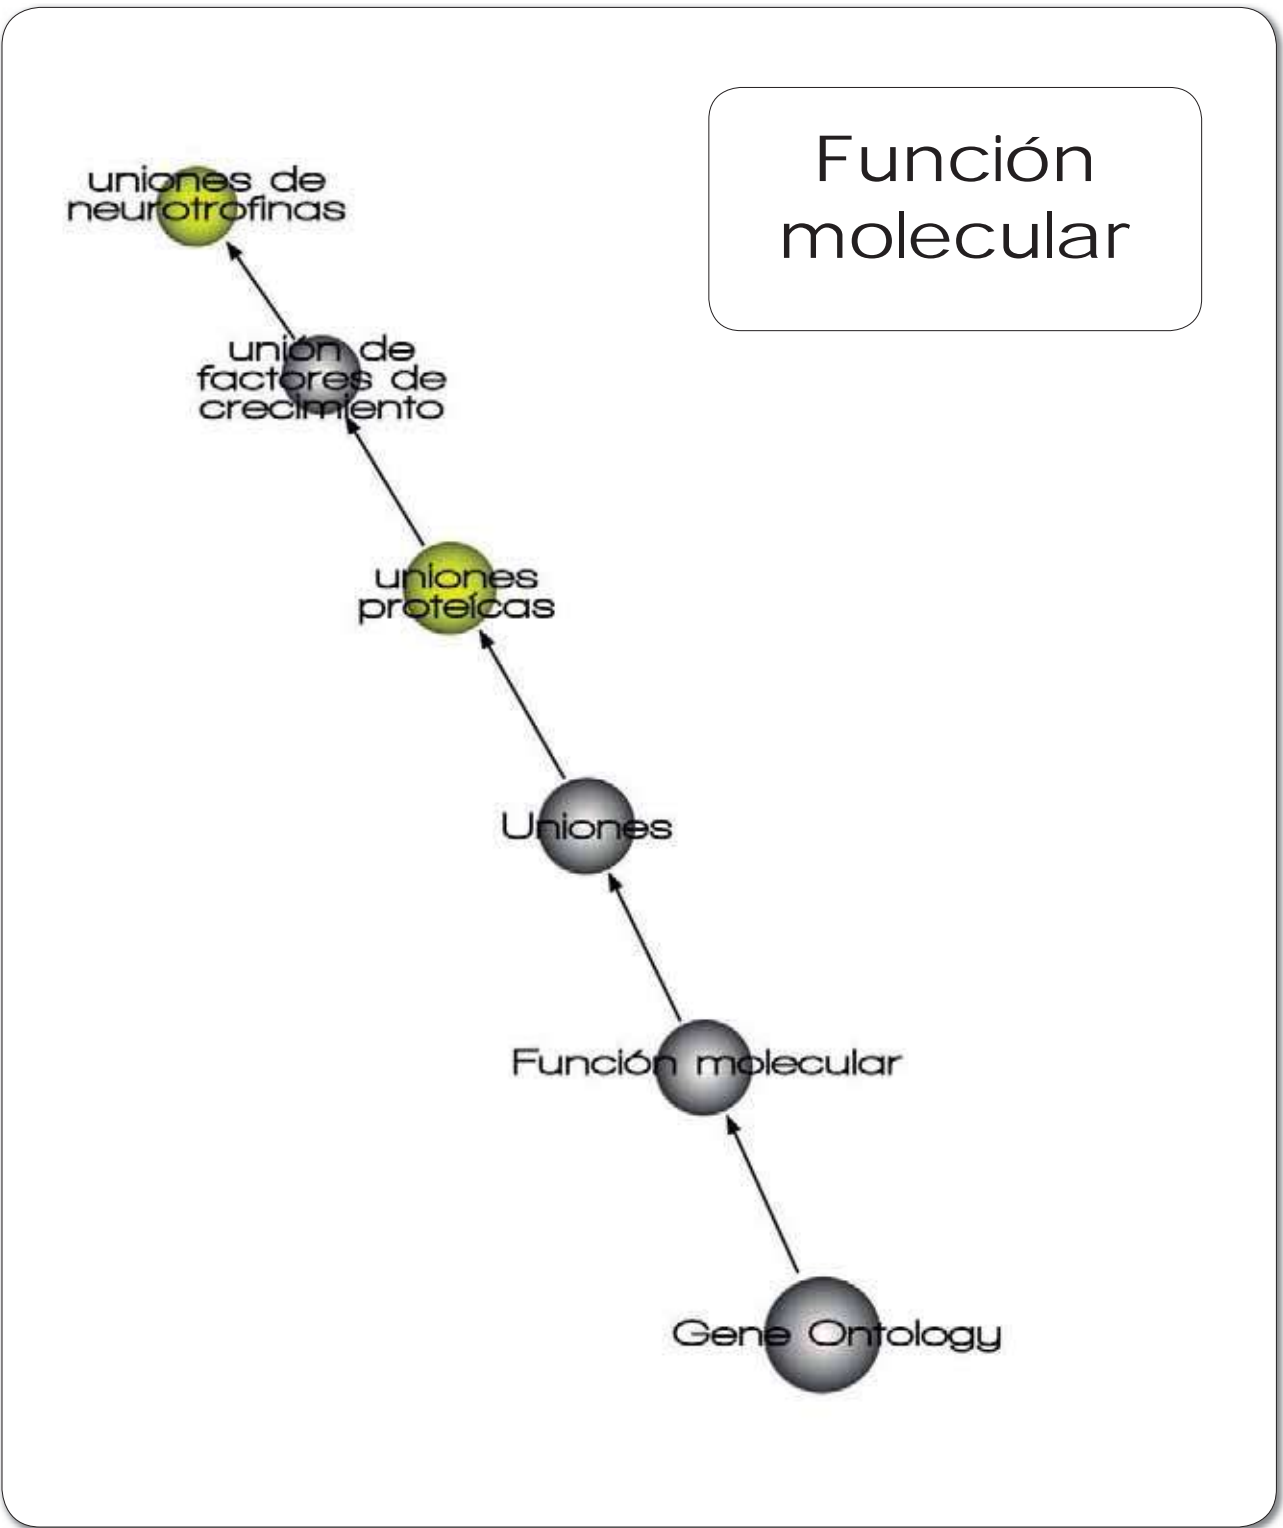 Función
molecular
uniones de
neurotrofinas
unión de
factores de
crecimiento
uniones
proteícas
Uniones
Función molecular
Gene Ontology